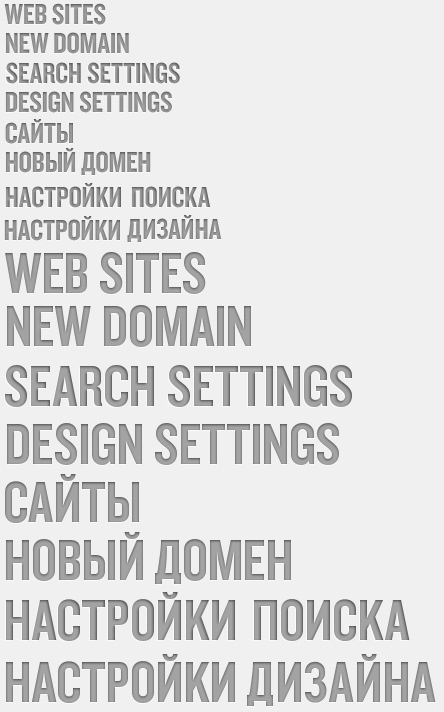 WEB SITES
NEW DOMAIN
SEARCH SETTINGS
DESIGN SETTINGS
САЙТЫ
НОВЫЙ ДОМЕН
НАСТРОЙКИ ПОИСКА
НАСТРОЙКИ ДИЗАЙНА
WEB SITES
NEW DOMAIN
SEARCH SETTINGS
DESIGN SETTINGS
САЙТЫ
НОВЫЙ ДОМЕН
НАСТРОЙКИ ПОИСКА
НАСТРОЙКИ ДИЗАЙНА